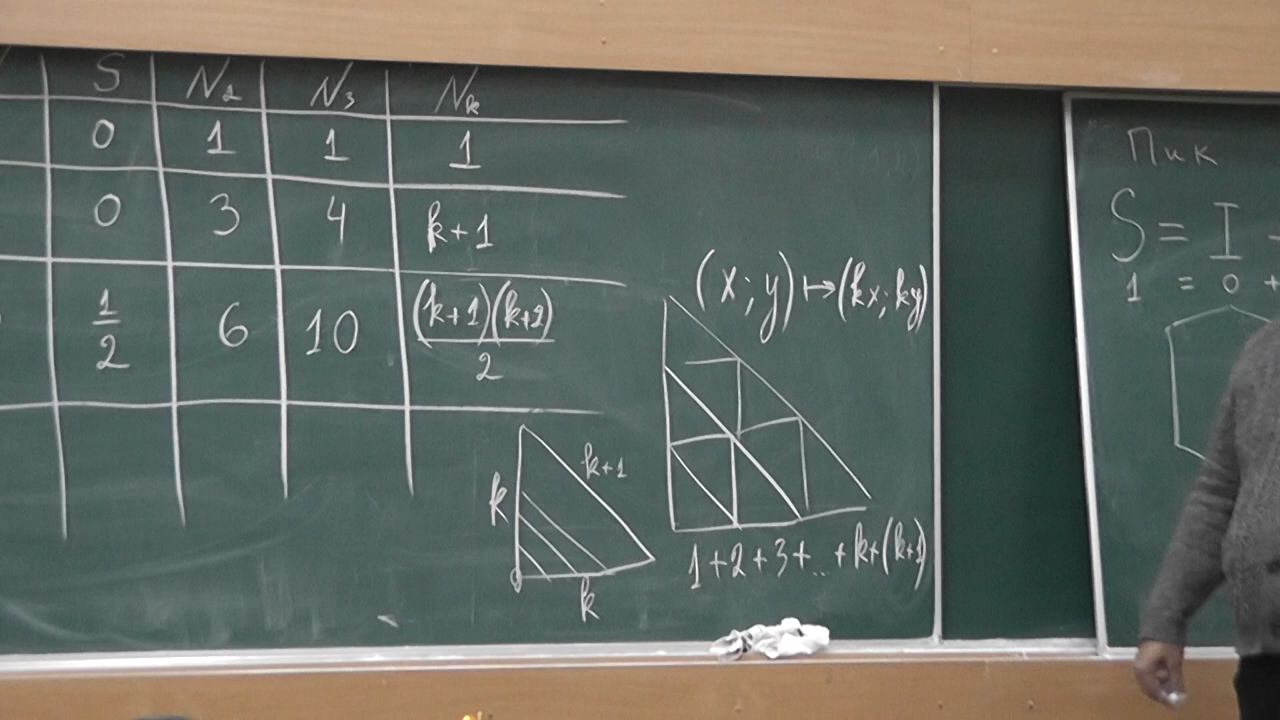 S N₂ N₃ Nₖ
0 1 1 1
0 3 4 k+1
1/2 6 10 (k+1)(k+2)/2
(x; y) ↦ (kx; ky)
k+1
k
k
1+2+3+...+k+(k+1)
Пик
S = I
1 = 0 +